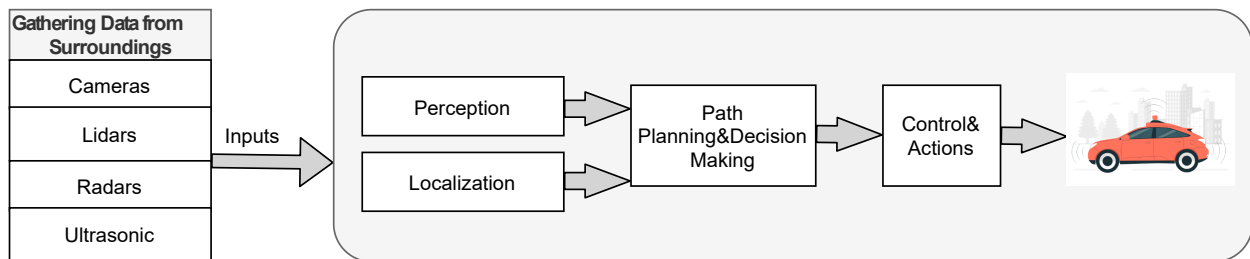 Gathering Data from
Surroundings
Cameras
Lidars
Radars
Ultrasonic
Inputs
Perception
Localization
Path
Planning&Decision
Making
Control&
Actions